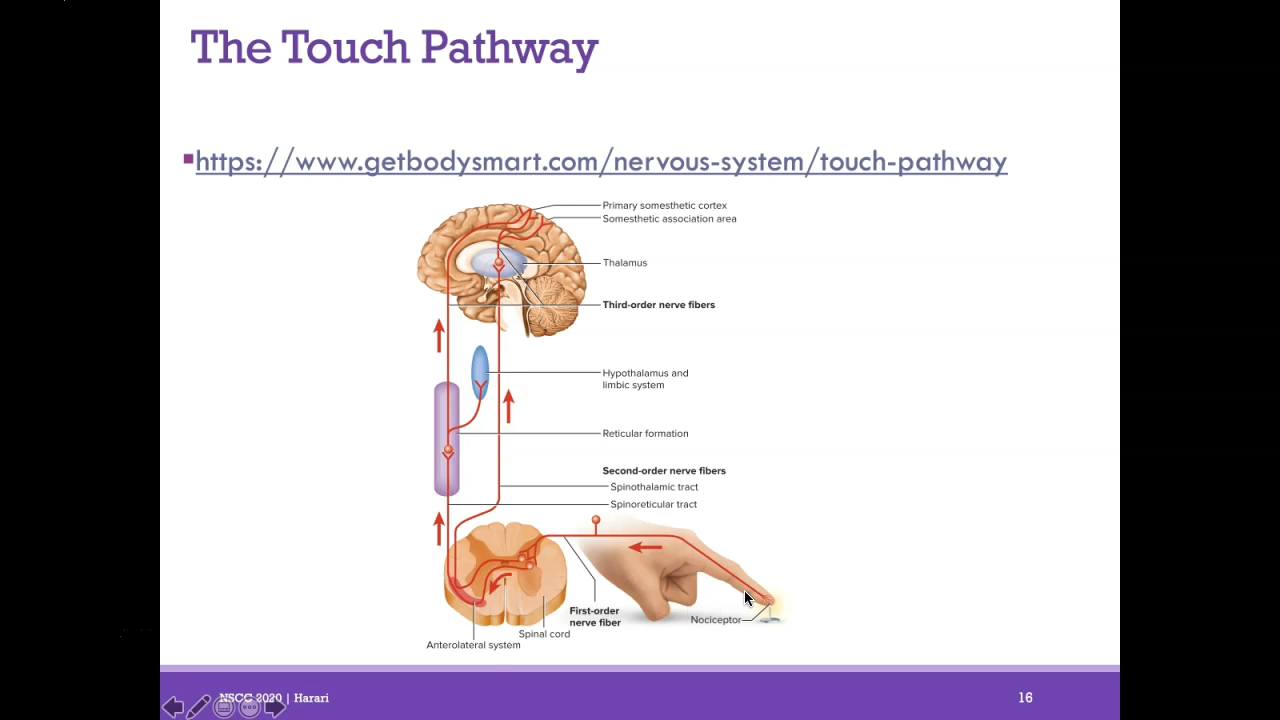 The Touch Pathway
https://www.getbodysmart.com/nervous-system/touch-pathway
Primary somesthetic cortex
Somesthetic association area
Thalamus
Third-order nerve fibers
Hypothalamus and
limbic system
Reticular formation
Second-order nerve fibers
Spinothalamic tract
Spinoreticular tract
First-order
nerve fiber
Nociceptor
Spinal cord
Anterolateral system
NSCC 2020 | Harari
16